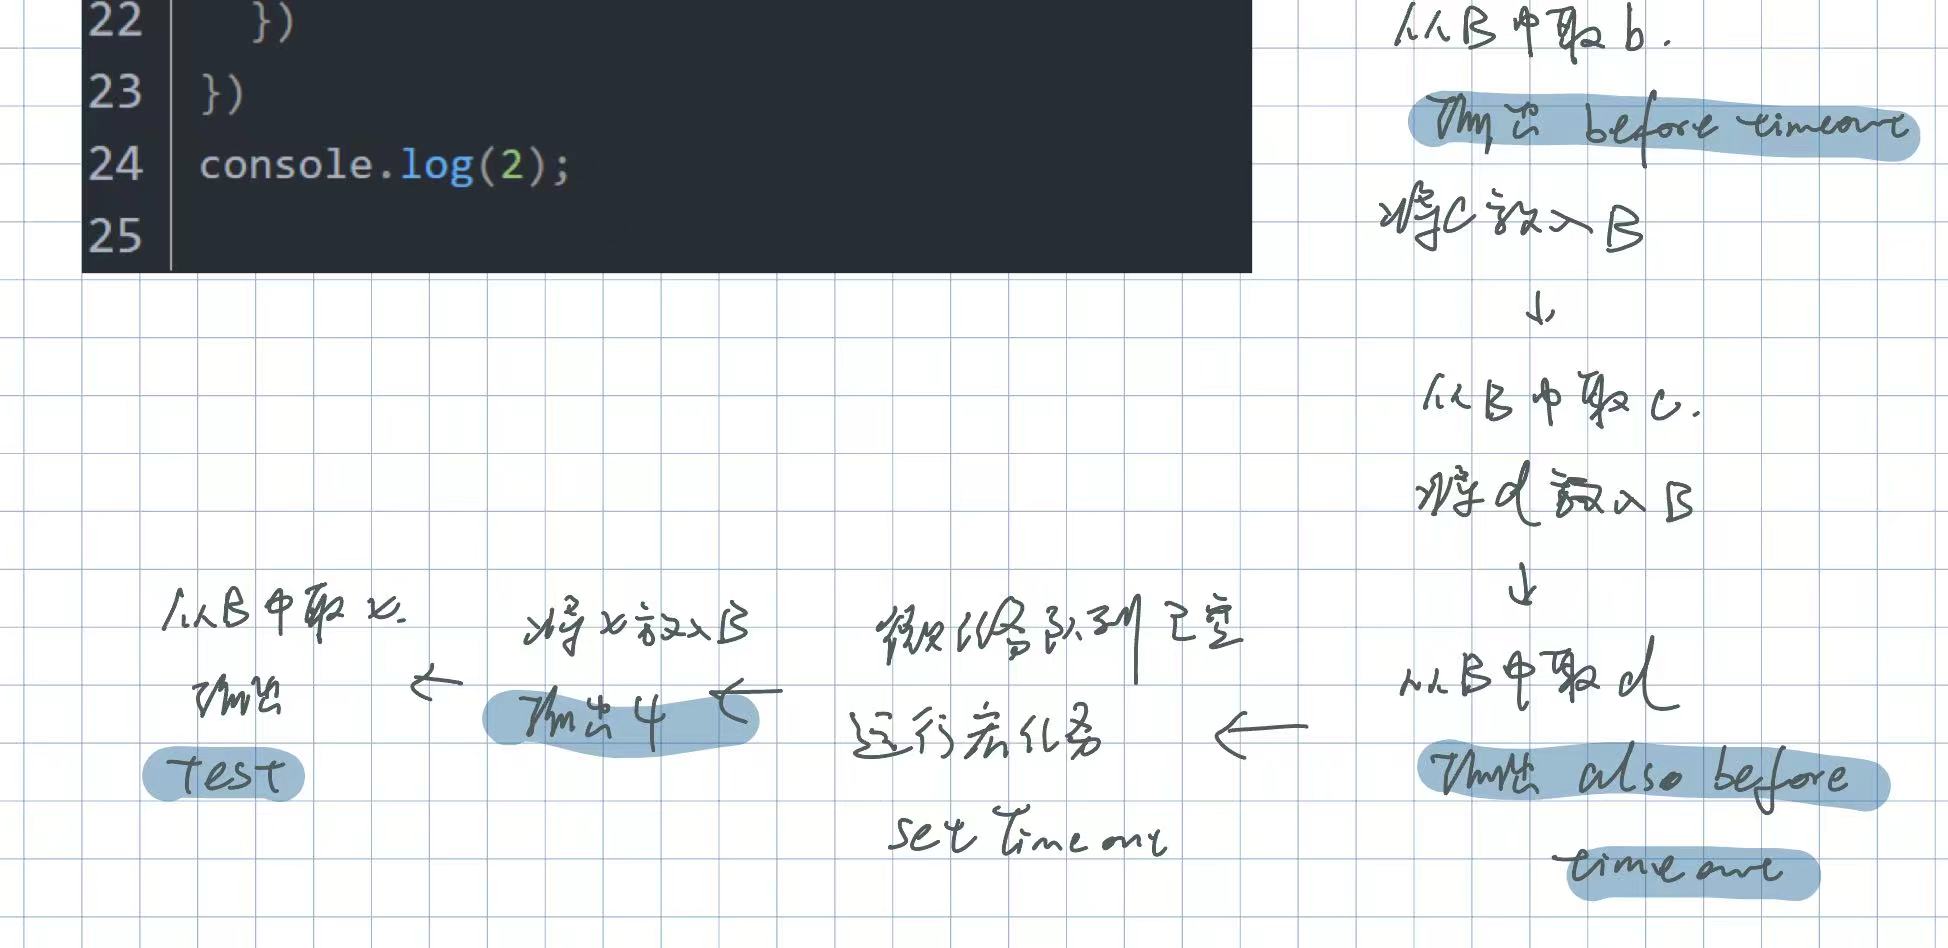 22 })
23 })
24 console.log(2);
25
从B中取b.
输出 before timeout
将c放入B
↓
从B中取c.
将d放入B
↓
从B中取d
输出 also before
timeout
←
微任务队列已空
运行宏任务
setTimeout
←
将x放入B
输出4
←
从B中取x.
输出
test